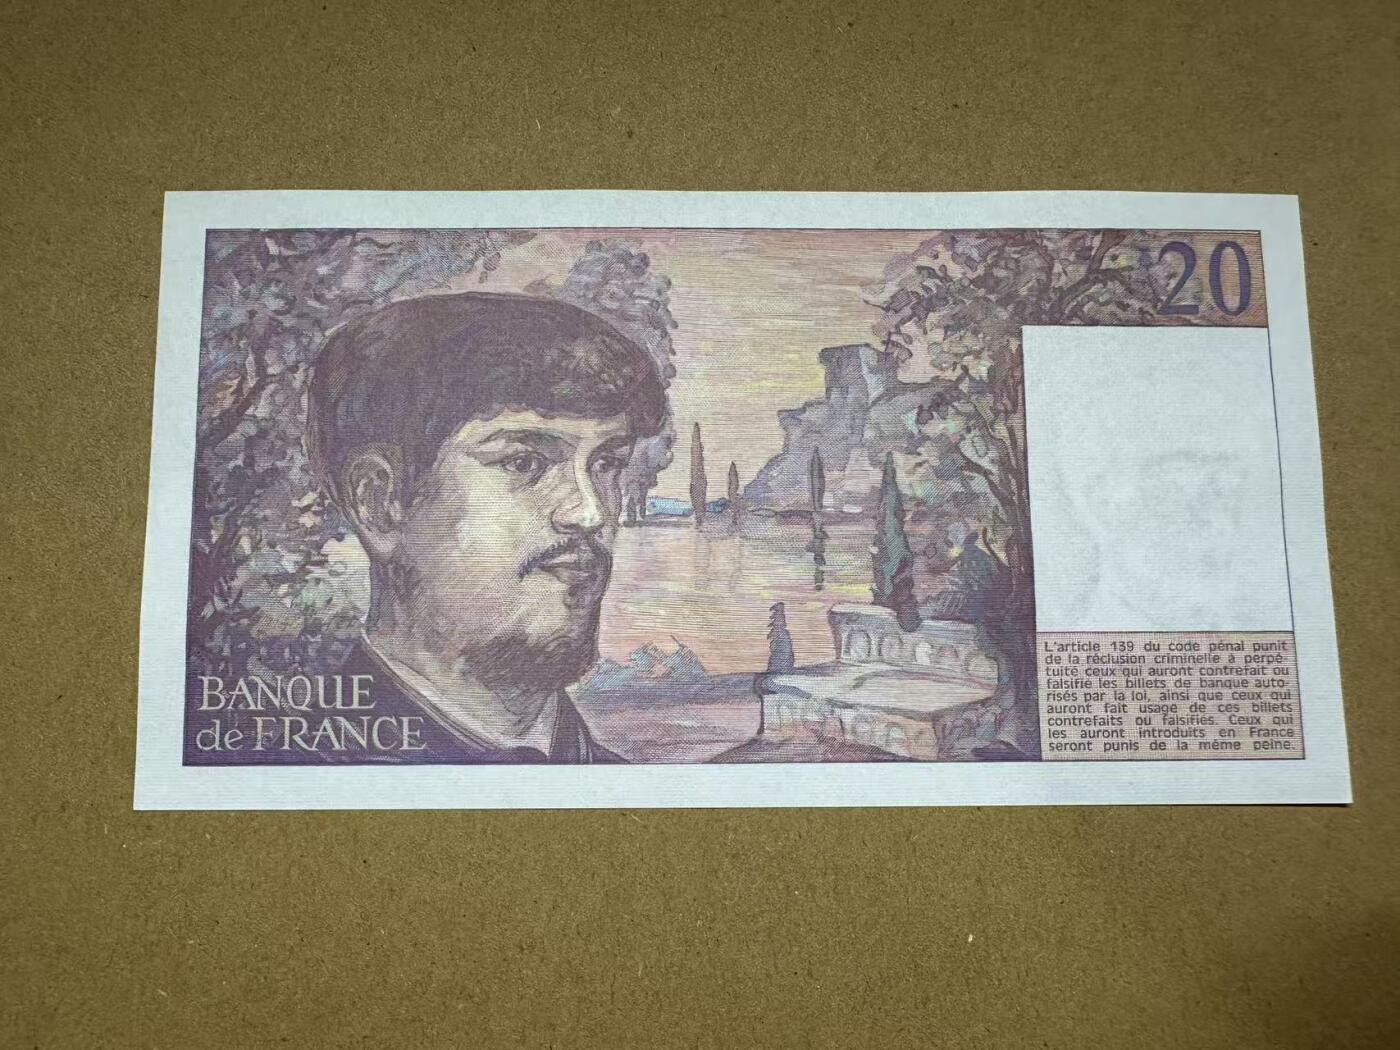 20
BANQUE
de FRANCE
L'article 139 du code pénal punit
de la réclusion criminelle à perpé-
tuité ceux qui auront contrefait ou
falsifié les billets de banque auto-
risés par la loi, ainsi que ceux qui
auront fait usage de ces billets
contrefaits ou falsifiés. Ceux qui
les auront introduits en France
seront punis de la même peine.